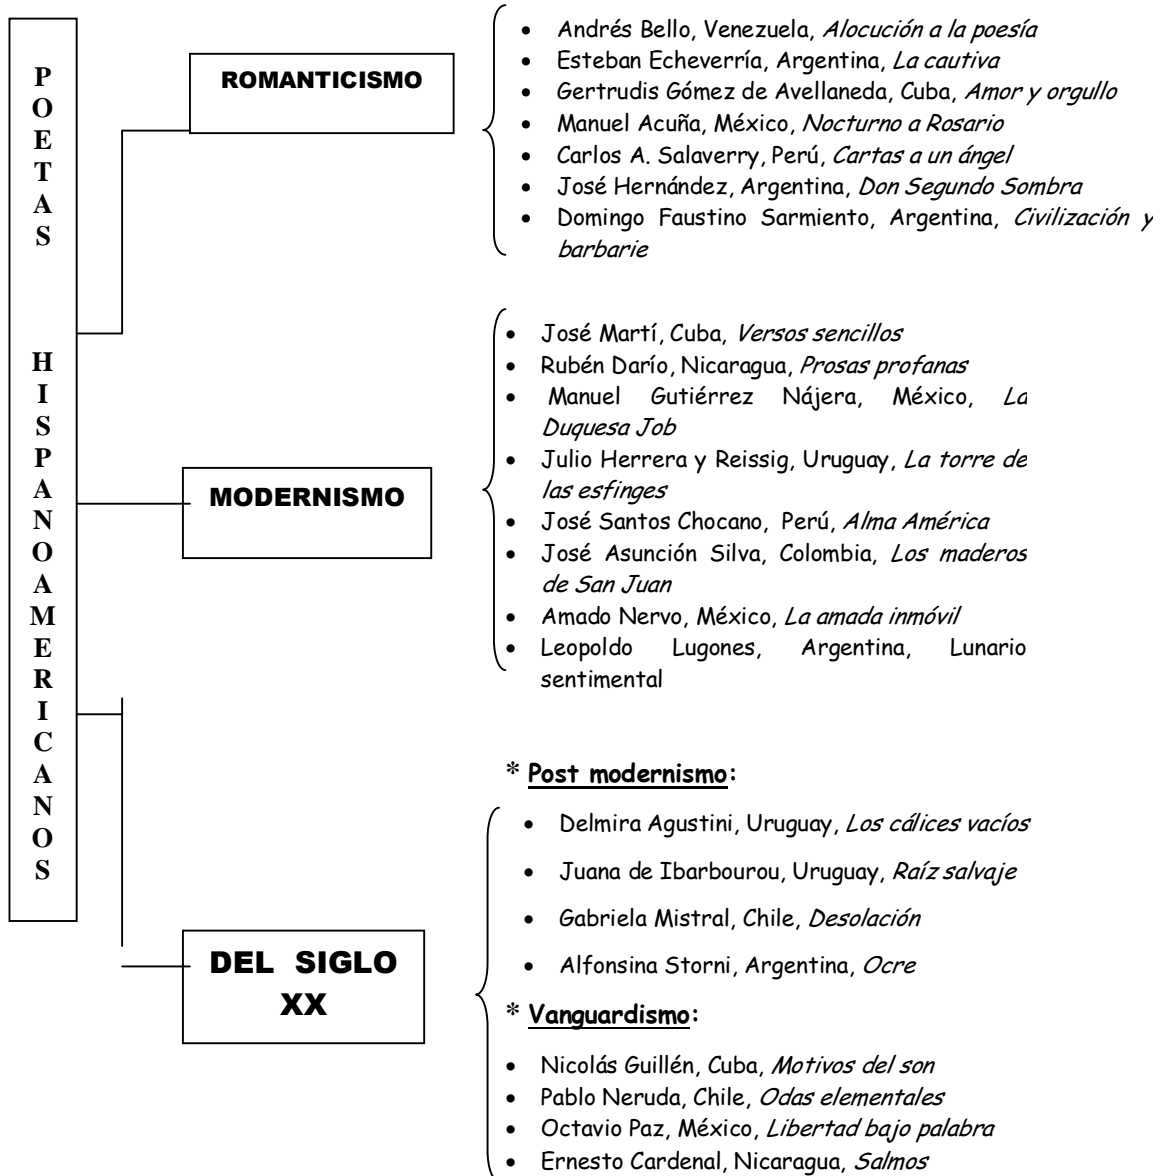 POETAS HISPANOAMERICANOS
ROMANTICISMO
• Andrés Bello, Venezuela, Alocución a la poesía
• Esteban Echeverría, Argentina, La cautiva
• Gertrudis Gómez de Avellaneda, Cuba, Amor y orgullo
• Manuel Acuña, México, Nocturno a Rosario
• Carlos A. Salaverry, Perú, Cartas a un ángel
• José Hernández, Argentina, Don Segundo Sombra
• Domingo Faustino Sarmiento, Argentina, Civilización y
barbarie
MODERNISMO
• José Martí, Cuba, Versos sencillos
• Rubén Darío, Nicaragua, Prosas profanas
• Manuel Gutiérrez Nájera, México, La
Duquesa Job
• Julio Herrera y Reissig, Uruguay, La torre de
las esfinges
• José Santos Chocano, Perú, Alma América
• José Asunción Silva, Colombia, Los maderos
de San Juan
• Amado Nervo, México, La amada inmóvil
• Leopoldo Lugones, Argentina, Lunario
sentimental
DEL SIGLO
XX
* Post modernismo:
• Delmira Agustini, Uruguay, Los cálices vacíos
• Juana de Ibarbourou, Uruguay, Raíz salvaje
• Gabriela Mistral, Chile, Desolación
• Alfonsina Storni, Argentina, Ocre
* Vanguardismo:
• Nicolás Guillén, Cuba, Motivos del son
• Pablo Neruda, Chile, Odas elementales
• Octavio Paz, México, Libertad bajo palabra
• Ernesto Cardenal, Nicaragua, Salmos